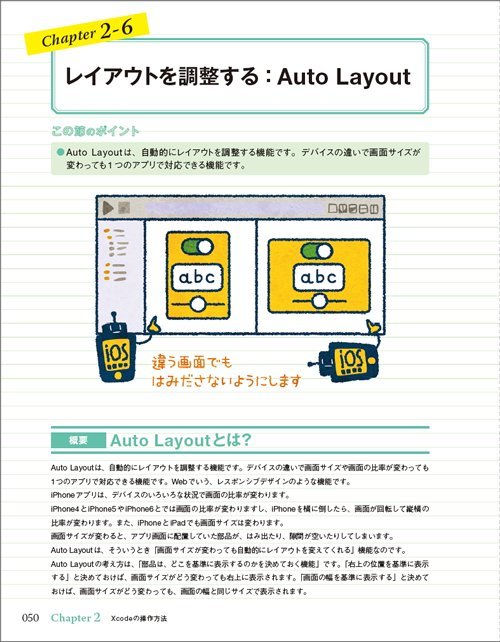 Chapter 2-6
レイアウトを調整する：Auto Layout
この節のポイント
●Auto Layoutは、自動的にレイアウトを調整する機能です。デバイスの違いで画面サイズが
変わっても1つのアプリで対応できる機能です。
abc
abc
iOS
iOS
違う画面でも
はみださないようにします
概要
Auto Layoutとは?
Auto Layoutは、自動的にレイアウトを調整する機能です。デバイスの違いで画面サイズや画面の比率が変わっても
1つのアプリで対応できる機能です。Webでいう、レスポンシブデザインのような機能です。
iPhoneアプリは、デバイスのいろいろな状況で画面の比率が変わります。
iPhone4とiPhone5やiPhone6とでは画面の比率が変わりますし、iPhoneを横に倒したら、画面が回転して縦横の
比率が変わります。また、iPhoneとiPadでも画面サイズは変わります。
画面サイズが変わると、アプリ画面に配置していた部品が、はみ出たり、隙間が空いたりしてしまいます。
Auto Layoutは、そういうとき「画面サイズが変わっても自動的にレイアウトを変えてくれる」機能なのです。
Auto Layoutの考え方は、「部品は、どこを基準に表示するのかを決めておく機能」です。「右上の位置を基準に表示
する」と決めておけば、画面サイズがどう変わっても右上に表示されます。「画面の幅を基準に表示する」と決めて
おけば、画面サイズがどう変わっても、画面の幅と同じサイズで表示されます。
050 Chapter 2 Xcodeの操作方法